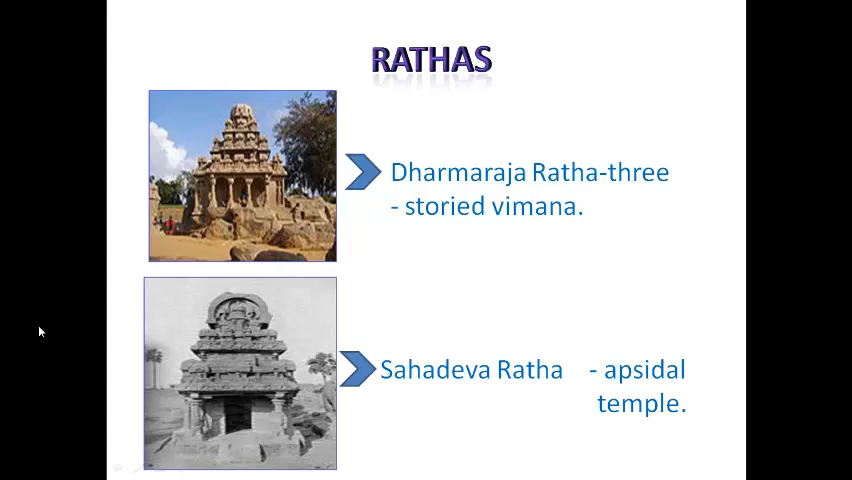 RATHAS
Dharmaraja Ratha-three
- storied vimana.
Sahadeva Ratha - apsidal
temple.